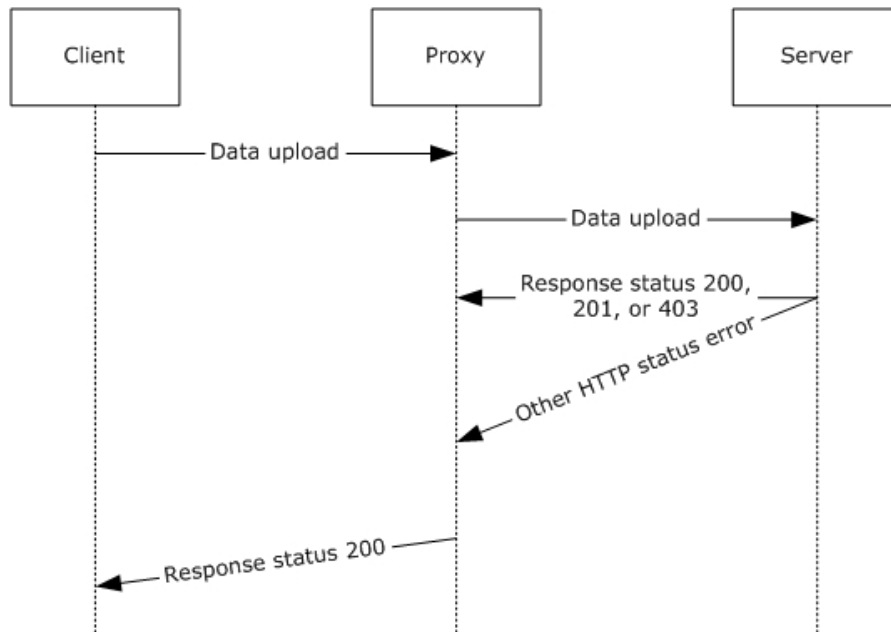 Client
Proxy
Server
Data upload
Data upload
Response status 200,
201, or 403
Other HTTP status error
Response status 200